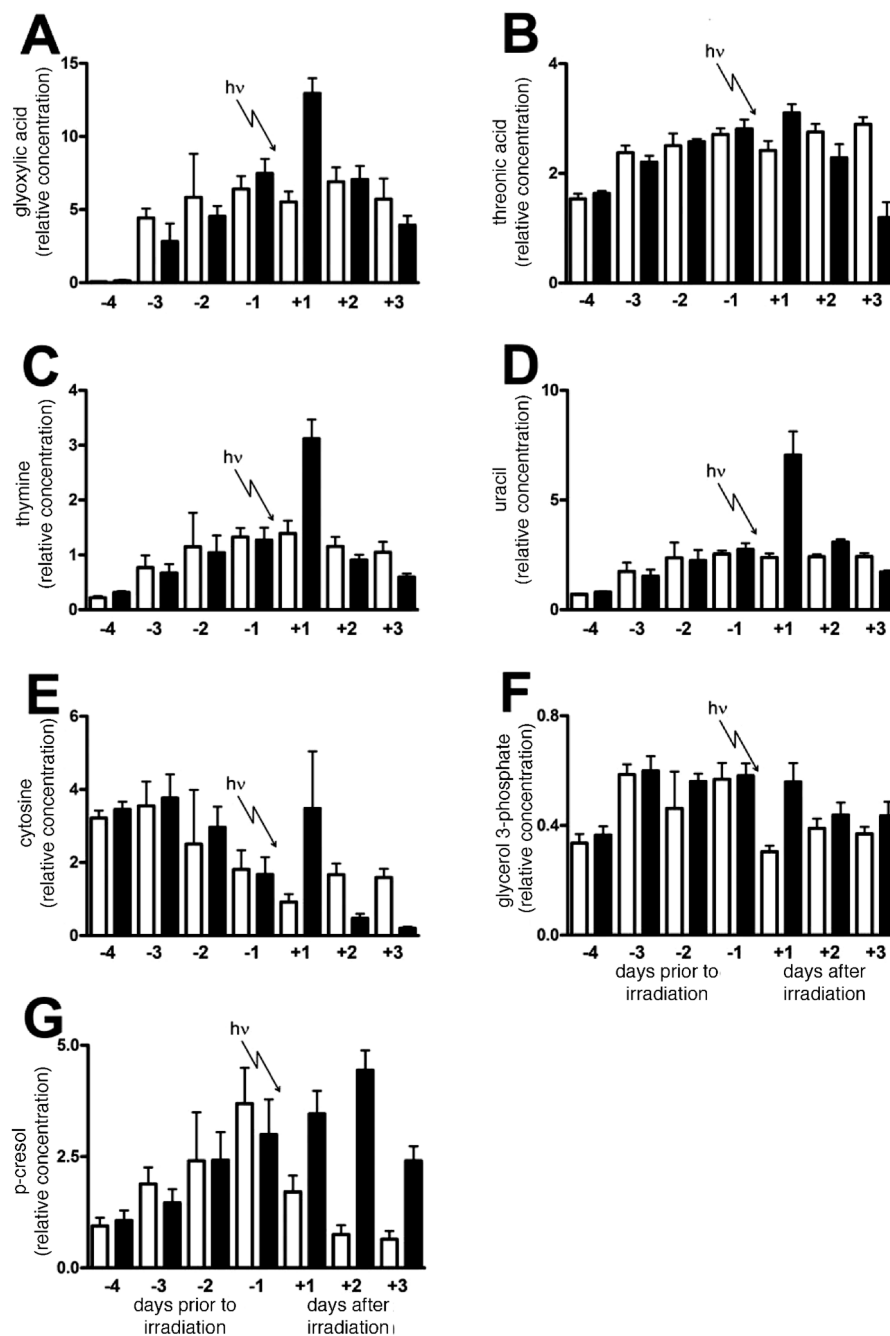 A
glyoxylic acid
(relative concentration)
15
10
5
0
hν
-4 -3 -2 -1 +1 +2 +3
B
threonic acid
(relative concentration)
4
2
0
hν
-4 -3 -2 -1 +1 +2 +3
C
thymine
(relative concentration)
4
3
2
1
0
hν
-4 -3 -2 -1 +1 +2 +3
D
uracil
(relative concentration)
10
5
0
hν
-4 -3 -2 -1 +1 +2 +3
E
cytosine
(relative concentration)
6
4
2
0
hν
-4 -3 -2 -1 +1 +2 +3
F
glycerol 3-phosphate
(relative concentration)
0.8
0.4
0.0
hν
-4 -3 -2 -1 +1 +2 +3
days prior to
irradiation
days after
irradiation
G
p-cresol
(relative concentration)
5.0
2.5
0.0
hν
-4 -3 -2 -1 +1 +2 +3
days prior to
irradiation
days after
irradiation